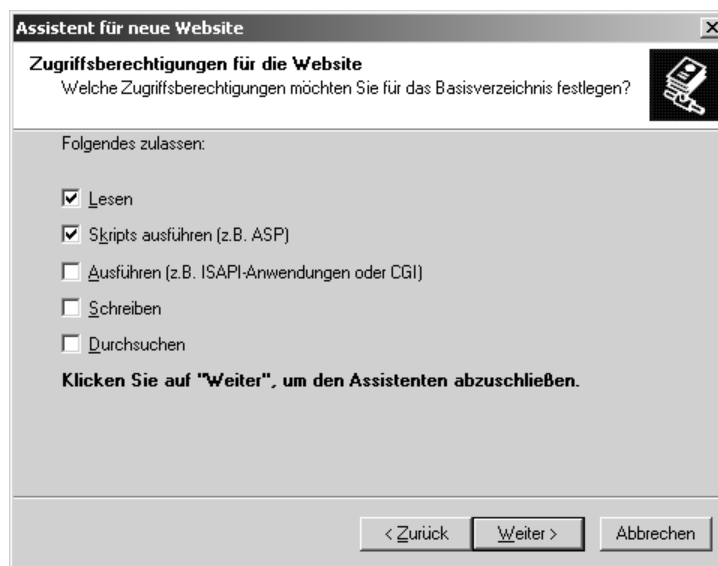 Assistent für neue Website
Zugriffsberechtigungen für die Website
Welche Zugriffsberechtigungen möchten Sie für das Basisverzeichnis festlegen?
Folgendes zulassen:
Lesen
Skripts ausführen (z.B. ASP)
Ausführen (z.B. ISAPI-Anwendungen oder CGI)
Schreiben
Durchsuchen
Klicken Sie auf "Weiter", um den Assistenten abzuschließen.
< Zurück Weiter > Abbrechen